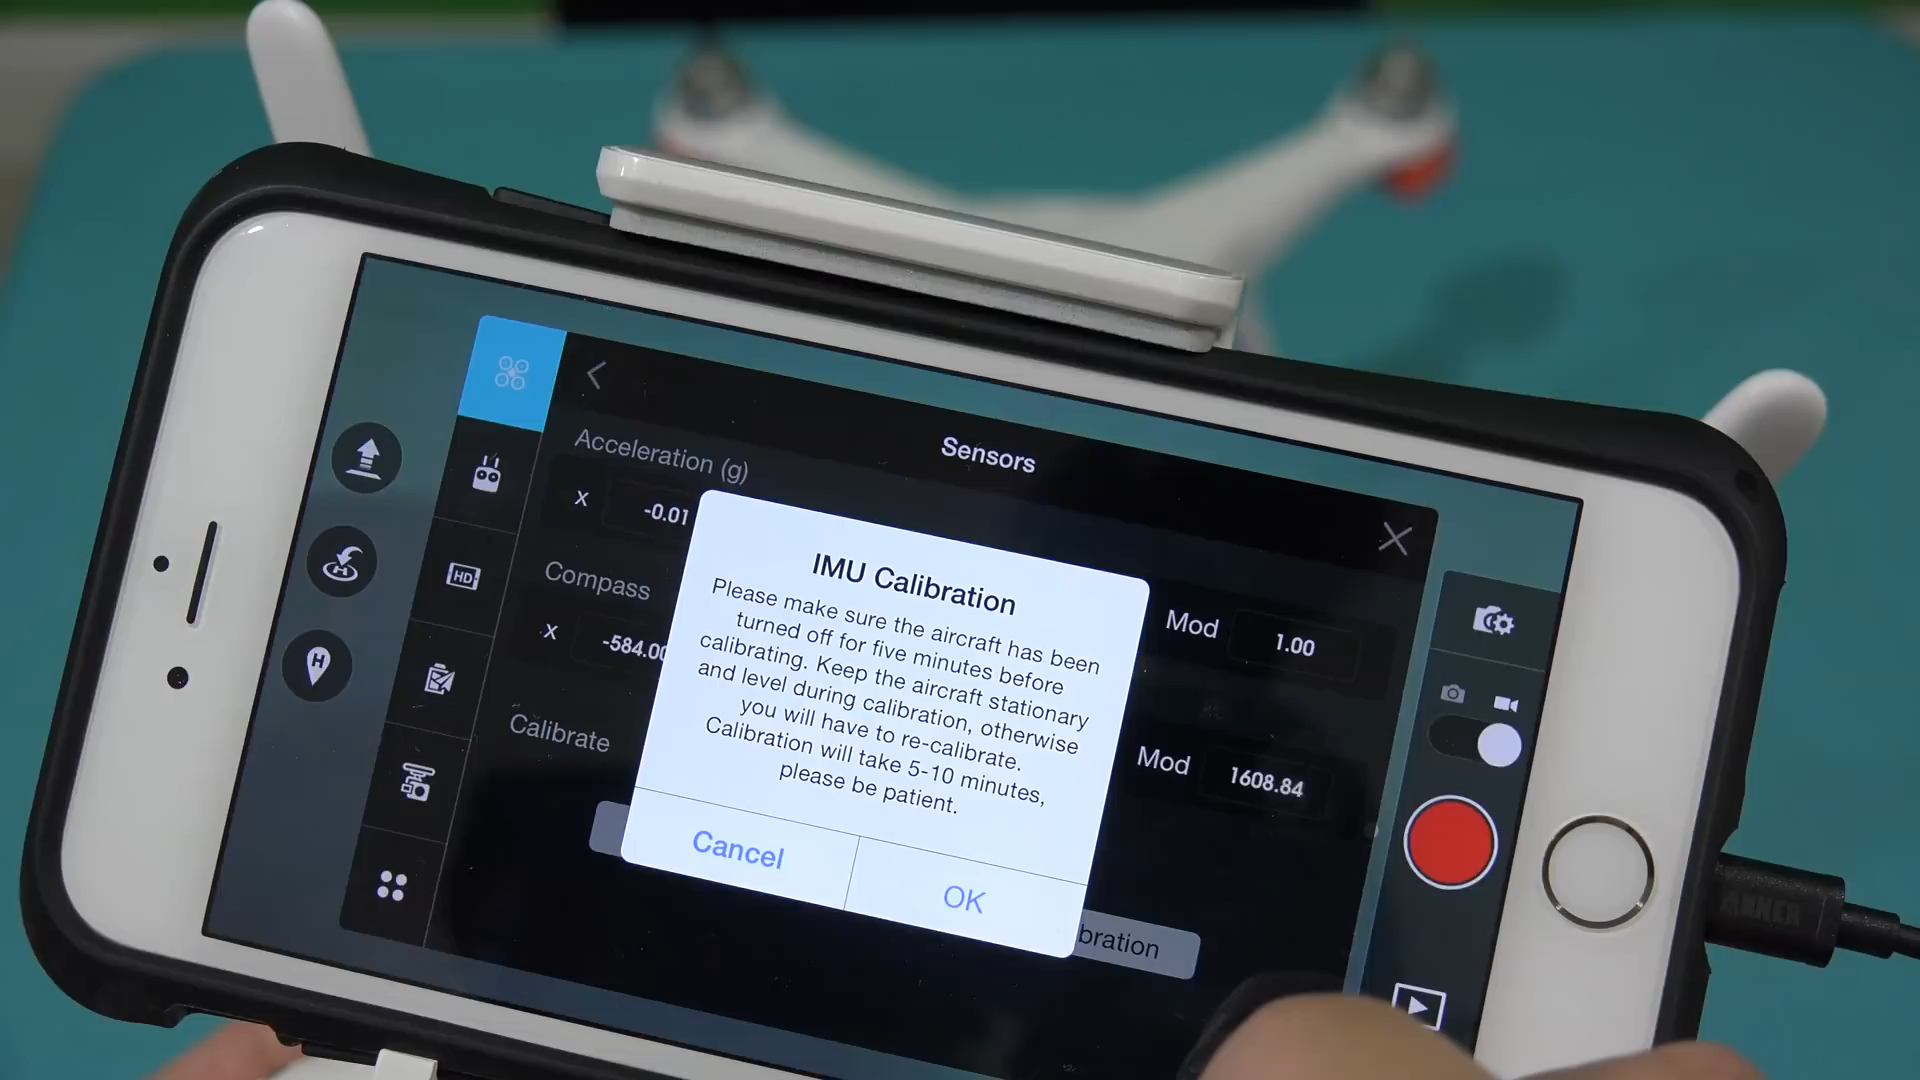 Sensors
Acceleration (g)
X -0.01
Mod 1.00
Compass
X -584.00
Mod 1608.84
Calibrate
IMU Calibration
Please make sure the aircraft has been
turned off for five minutes before
calibrating. Keep the aircraft stationary
and level during calibration, otherwise
you will have to re-calibrate.
Calibration will take 5-10 minutes,
please be patient.
Cancel
OK
bration
HD
H
H
ANKER